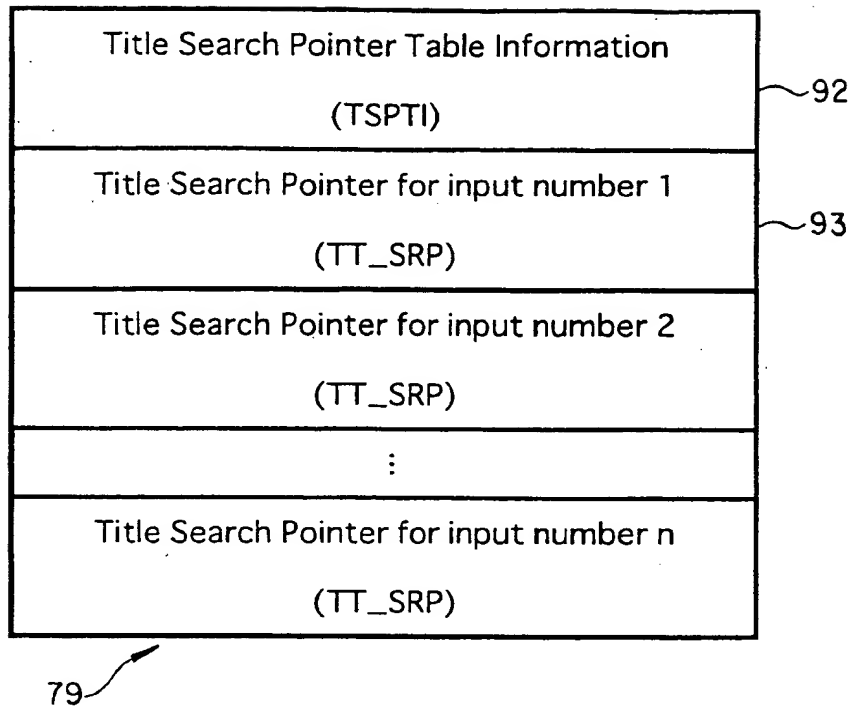 Title Search Pointer Table Information
(TSPTI)
92
Title Search Pointer for input number 1
(TT_SRP)
93
Title Search Pointer for input number 2
(TT_SRP)
⋮
Title Search Pointer for input number n
(TT_SRP)
79